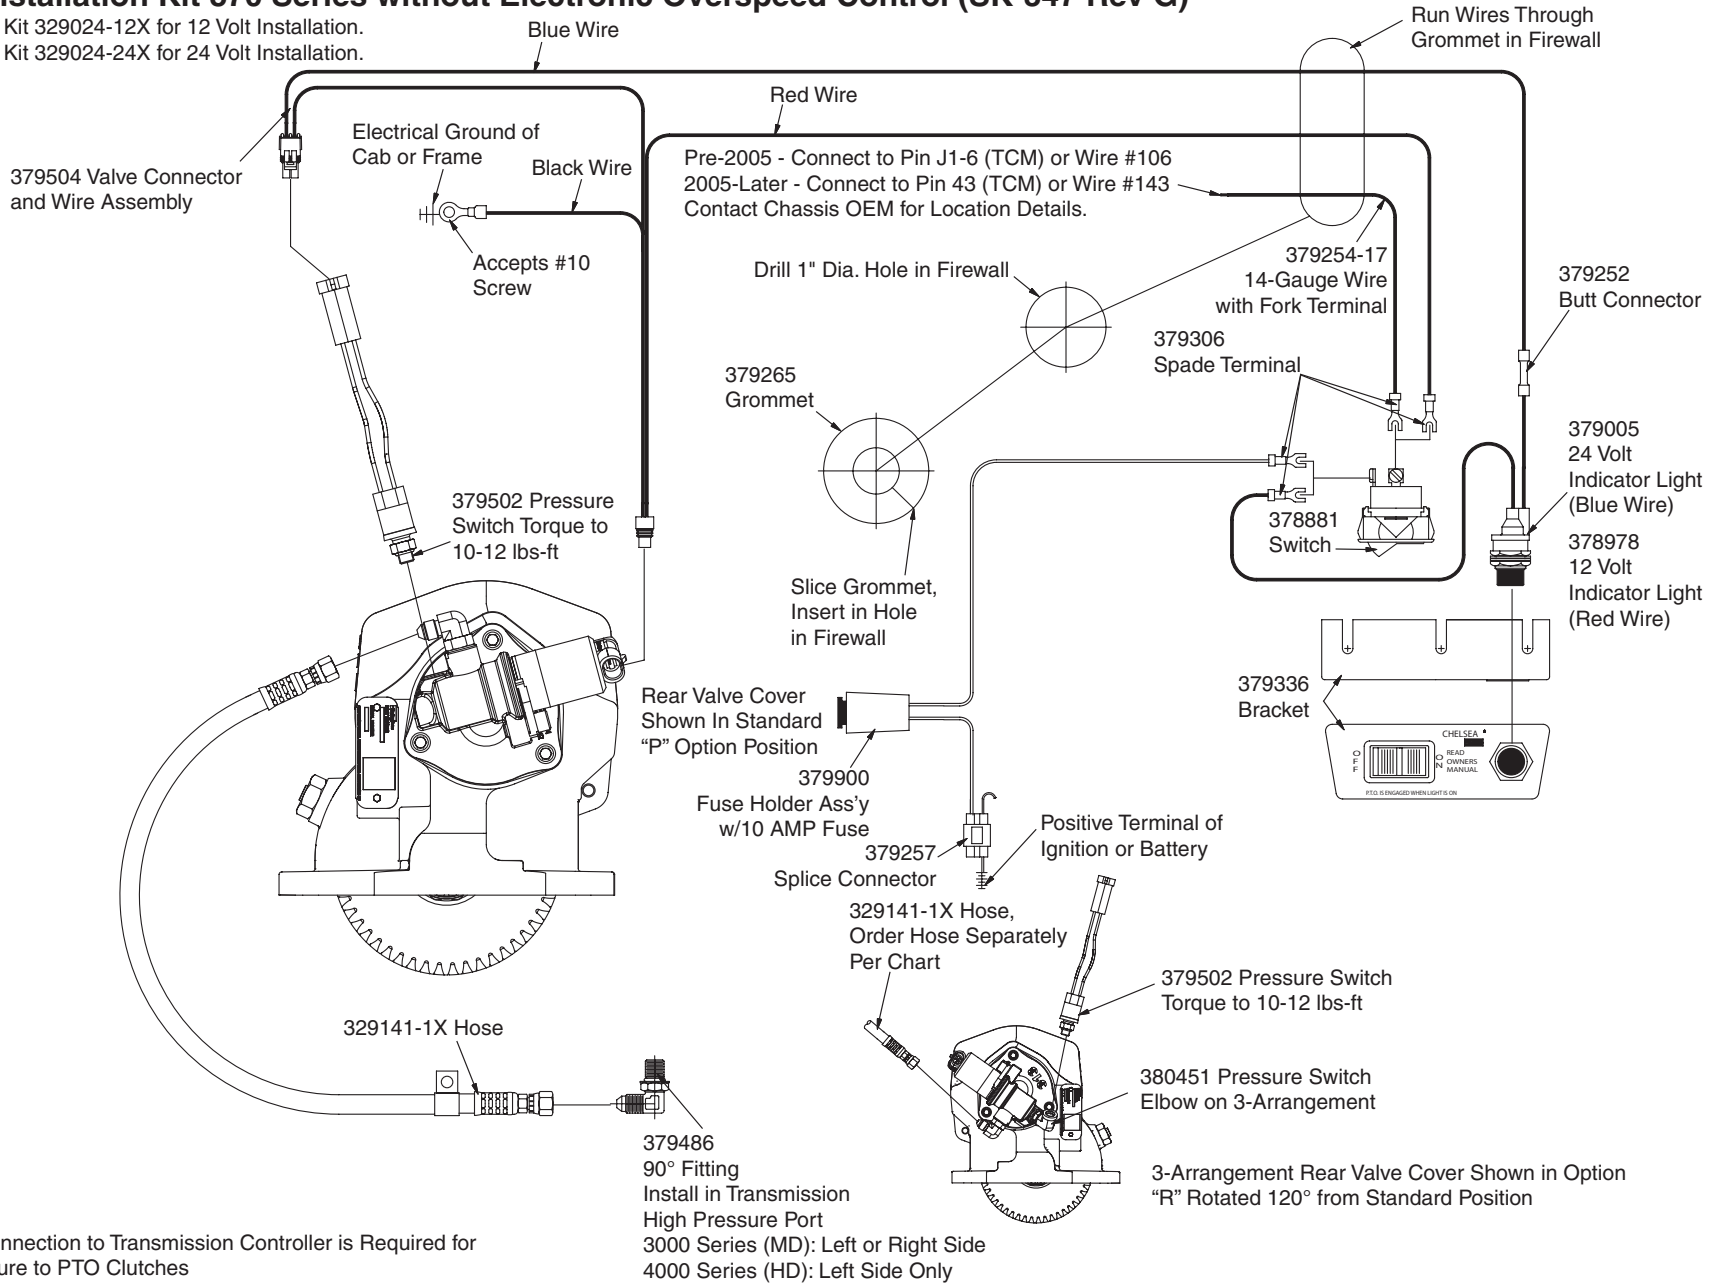 Installation Kit 870 Series without Electronic Overspeed Control (SK-347 Rev G)
Kit 329024-12X for 12 Volt Installation.
Kit 329024-24X for 24 Volt Installation.
Blue Wire
Run Wires Through
Grommet in Firewall
Red Wire
Electrical Ground of
Cab or Frame
Black Wire
379504 Valve Connector
and Wire Assembly
Pre-2005 - Connect to Pin J1-6 (TCM) or Wire #106
2005-Later - Connect to Pin 43 (TCM) or Wire #143
Contact Chassis OEM for Location Details.
Accepts #10
Screw
Drill 1" Dia. Hole in Firewall
379254-17
14-Gauge Wire
with Fork Terminal
379252
Butt Connector
379306
Spade Terminal
379265
Grommet
379005
24 Volt
Indicator Light
(Blue Wire)
378978
12 Volt
Indicator Light
(Red Wire)
379502 Pressure
Switch Torque to
10-12 lbs-ft
378881
Switch
Slice Grommet,
Insert in Hole
in Firewall
379336
Bracket
Rear Valve Cover
Shown In Standard
“P” Option Position
CHELSEA
OFF
ON
READ
OWNERS
MANUAL
P.T.O. IS ENGAGED WHEN LIGHT IS ON
379900
Fuse Holder Ass'y
w/10 AMP Fuse
379257
Splice Connector
Positive Terminal of
Ignition or Battery
329141-1X Hose,
Order Hose Separately
Per Chart
379502 Pressure Switch
Torque to 10-12 lbs-ft
329141-1X Hose
313
380451 Pressure Switch
Elbow on 3-Arrangement
379486
90° Fitting
Install in Transmission
High Pressure Port
3000 Series (MD): Left or Right Side
4000 Series (HD): Left Side Only
3-Arrangement Rear Valve Cover Shown in Option
“R” Rotated 120° from Standard Position
nnection to Transmission Controller is Required for
ure to PTO Clutches